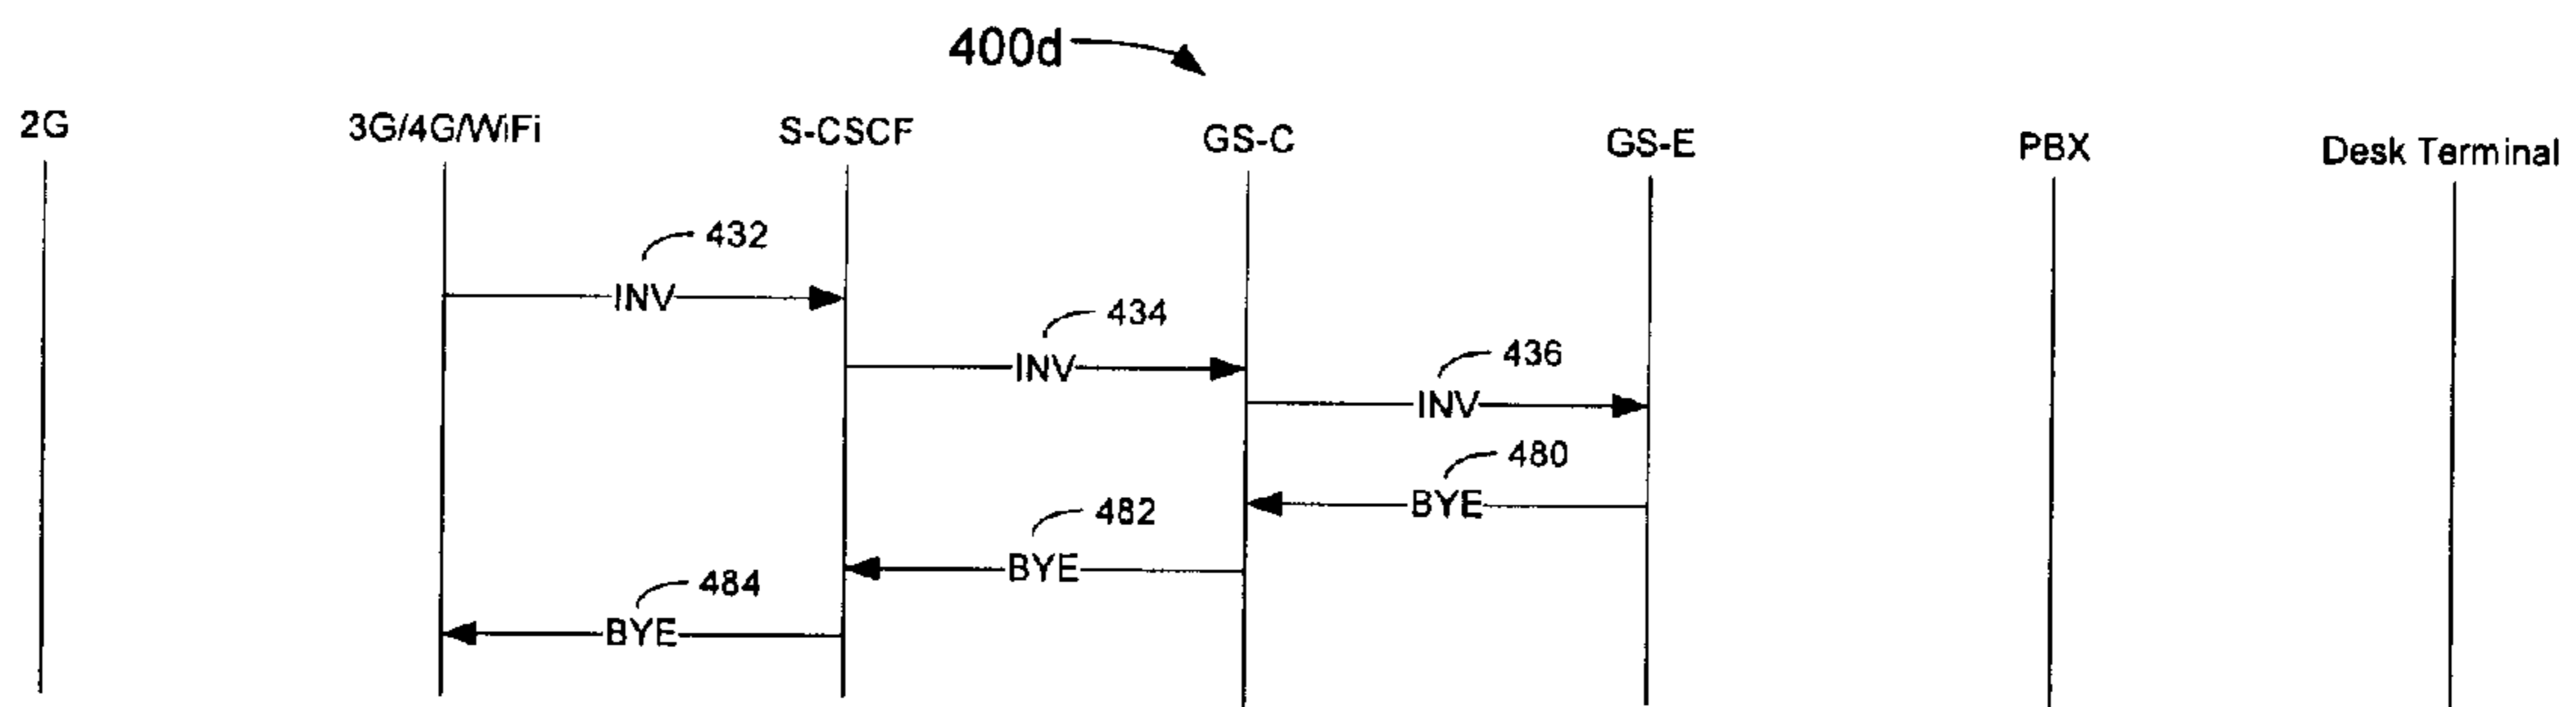 400d
2G
3G/4G/WiFi
S-CSCF
GS-C
GS-E
PBX
Desk Terminal
432
INV
434
INV
436
INV
480
BYE
482
BYE
484
BYE